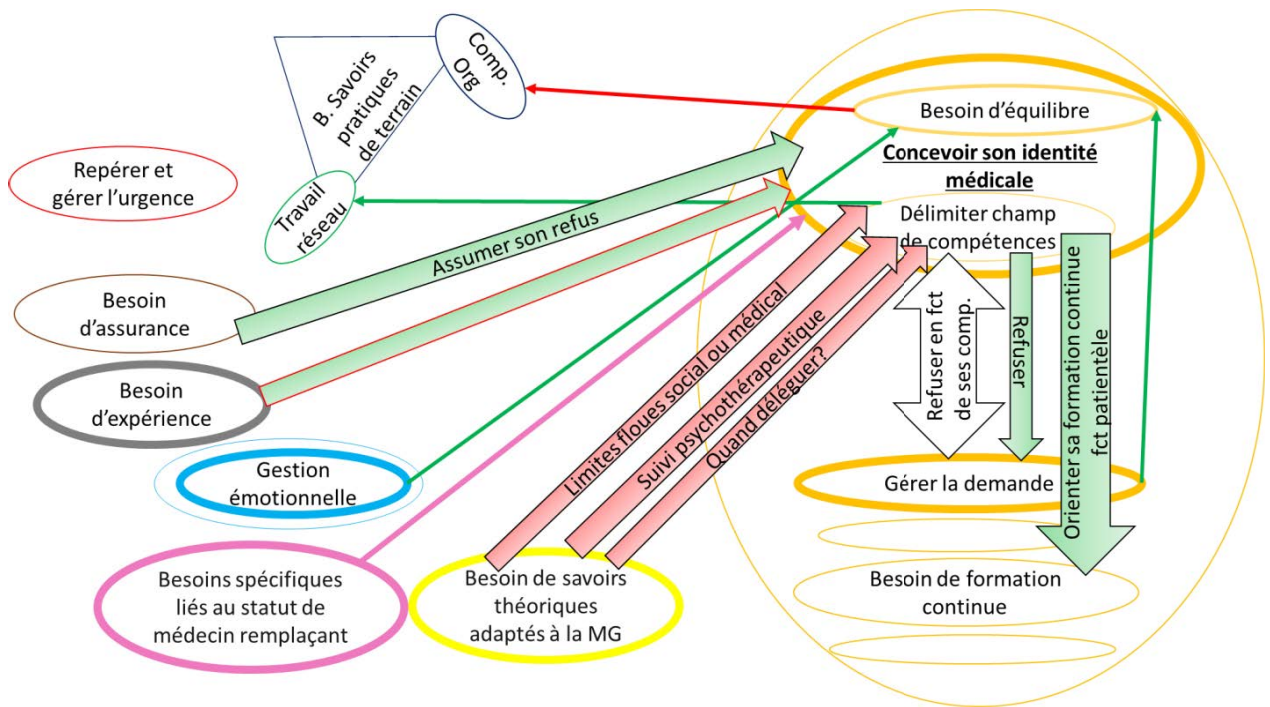 Comp.
Org
B. Savoirs
pratiques
de terrain
Travail
réseau
Repérer et
gérer l'urgence
Besoin
d'assurance
Besoin
d'expérience
Gestion
émotionnelle
Besoins spécifiques
liés au statut de
médecin remplaçant
Besoin de savoirs
théoriques
adaptés à la MG
Assumer son refus
Limites floues social ou médical
Suivi psychothérapeutique
Quand déléguer?
Besoin d'équilibre
Concevoir son identité
médicale
Délimiter champ
de compétences
Refuser en fct
de ses comp.
Refuser
Orienter sa formation continue
fct patientèle
Gérer la demande
Besoin de formation
continue